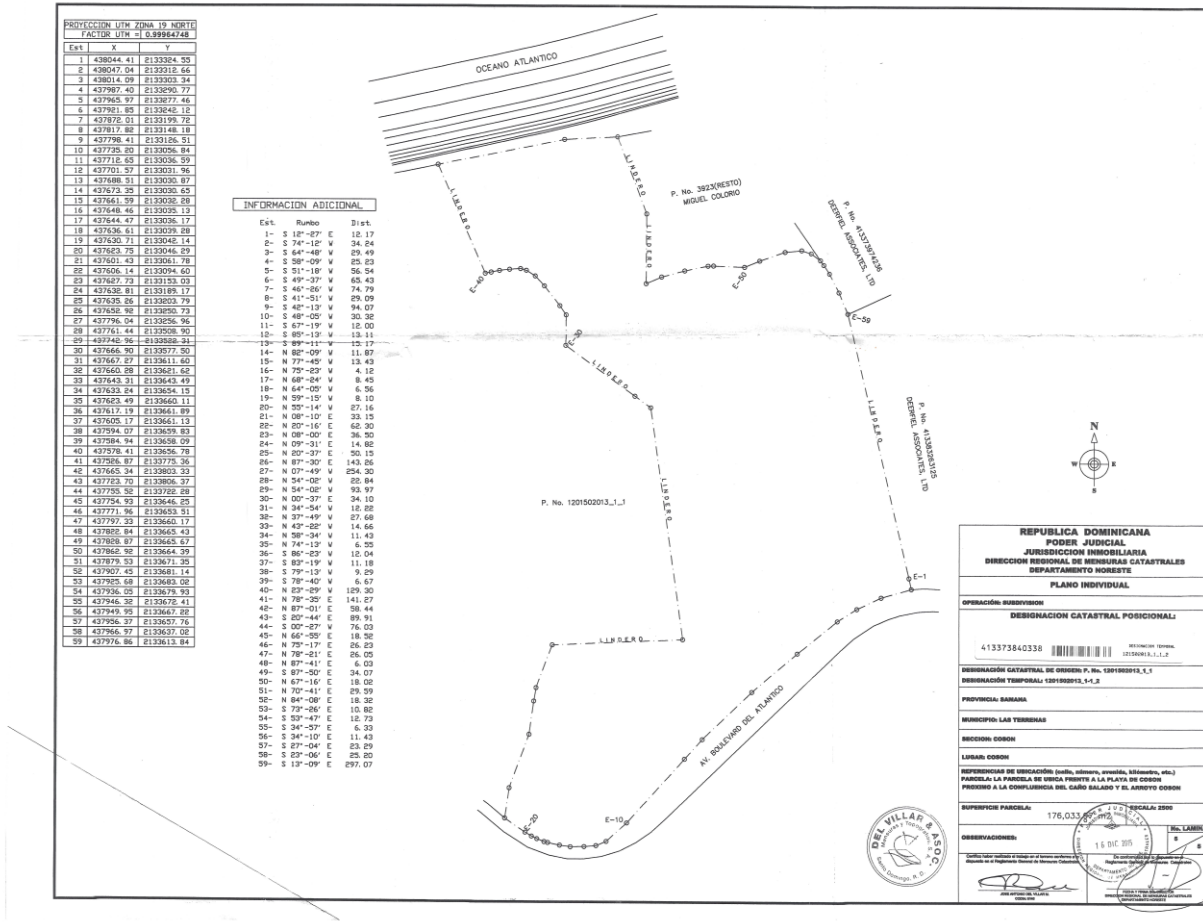 PROYECCION UTM ZONA 19 NORTE
FACTOR UTM = 0.99964748
Est X Y
1 438044.41 2133324.55
2 438047.04 2133312.66
3 438014.09 2133303.34
4 437987.40 2133290.77
5 437965.97 2133277.46
6 437921.85 2133242.12
7 437872.01 2133199.72
8 437817.82 2133148.18
9 437798.41 2133126.51
10 437735.20 2133056.84
11 437712.65 2133036.59
12 437701.57 2133031.96
13 437688.51 2133030.87
14 437673.35 2133030.65
15 437661.59 2133032.28
16 437648.46 2133035.13
17 437644.47 2133036.17
18 437636.61 2133039.28
19 437630.71 2133042.14
20 437623.75 2133046.29
21 437601.43 2133061.78
22 437606.14 2133094.60
23 437627.73 2133153.03
24 437632.81 2133189.17
25 437635.26 2133203.79
26 437652.92 2133250.73
27 437796.04 2133256.96
28 437761.44 2133508.90
29 437742.96 2133522.31
30 437666.90 2133577.50
31 437667.27 2133611.60
32 437660.28 2133621.62
33 437643.31 2133643.49
34 437633.24 2133654.15
35 437623.49 2133660.11
36 437617.19 2133661.89
37 437605.17 2133661.13
38 437594.07 2133659.83
39 437584.94 2133658.09
40 437578.41 2133656.78
41 437526.87 2133775.36
42 437665.34 2133803.33
43 437723.70 2133806.37
44 437755.52 2133722.28
45 437754.93 2133646.25
46 437771.96 2133653.51
47 437797.33 2133660.17
48 437822.84 2133665.43
49 437828.87 2133665.67
50 437862.92 2133664.39
51 437879.53 2133671.35
52 437907.45 2133681.14
53 437925.68 2133683.02
54 437936.05 2133679.93
55 437946.32 2133672.41
56 437949.95 2133667.22
57 437956.37 2133657.76
58 437966.97 2133637.02
59 437976.86 2133613.84
INFORMACION ADICIONAL
Est. Rumbo Dist.
1- S 12°-27' E 12.17
2- S 74°-12' W 34.24
3- S 64°-48' W 29.49
4- S 58°-09' W 25.23
5- S 51°-18' W 56.54
6- S 49°-37' W 65.43
7- S 46°-26' W 74.79
8- S 41°-51' W 29.09
9- S 42°-13' W 94.07
10- S 48°-05' W 30.32
11- S 67°-19' W 12.00
12- S 85°-13' W 13.11
13- S 89°-11' W 15.17
14- N 82°-09' W 11.87
15- N 77°-45' W 13.43
16- N 75°-23' W 4.12
17- N 68°-24' W 8.45
18- N 64°-05' W 6.56
19- N 59°-15' W 8.10
20- N 55°-14' W 27.16
21- N 08°-10' E 33.15
22- N 20°-16' E 62.30
23- N 08°-00' E 36.50
24- N 09°-31' E 14.82
25- N 20°-37' E 50.15
26- N 87°-30' E 143.26
27- N 07°-49' W 254.30
28- N 54°-02' W 22.84
29- N 54°-02' W 93.97
30- N 00°-37' E 34.10
31- N 34°-54' W 12.22
32- N 37°-49' W 27.68
33- N 43°-22' W 14.66
34- N 58°-34' W 11.43
35- N 74°-13' W 6.55
36- S 86°-23' W 12.04
37- S 83°-19' W 11.18
38- S 79°-13' W 9.29
39- S 78°-40' W 6.67
40- N 23°-29' W 129.30
41- N 78°-35' E 141.27
42- N 87°-01' E 58.44
43- S 20°-44' E 89.91
44- S 00°-27' W 76.03
45- N 66°-55' E 18.52
46- N 75°-17' E 26.23
47- N 78°-21' E 26.05
48- N 87°-41' E 6.03
49- S 87°-50' E 34.07
50- N 67°-16' E 18.02
51- N 70°-41' E 29.59
52- N 84°-08' E 18.32
53- S 73°-26' E 10.82
54- S 53°-47' E 12.73
55- S 34°-57' E 6.33
56- S 34°-10' E 11.43
57- S 27°-04' E 23.29
58- S 23°-06' E 25.20
59- S 13°-09' E 297.07
OCEANO ATLANTICO
LINDERO
LINDERO
LINDERO
P. No. 3923(RESTO)
MIGUEL COLORIO
P. No. 413373974236
DEERFIEL ASSOCIATES, LTD
E-40
E-50
E-59
E-30
LINDERO
LINDERO
LINDERO
P. No. 413383263125
DEERFIEL ASSOCIATES, LTD
P. No. 1201502013_1_1
E-1
LINDERO
AV. BOULEVARD DEL ATLANTICO
E-20
E-10
N
W E
S
DEL VILLAR & ASOC.
Mensuras y Topografia, S.A.
Santo Domingo, R. D.
REPUBLICA DOMINICANA
PODER JUDICIAL
JURISDICCION INMOBILIARIA
DIRECCION REGIONAL DE MENSURAS CATASTRALES
DEPARTAMENTO NORESTE
PLANO INDIVIDUAL
OPERACIÓN: SUBDIVISION
DESIGNACION CATASTRAL POSICIONAL:
413373840338
DESIGNACION TEMPORAL
DESIGNACIÓN CATASTRAL DE ORIGEN: P. No. 1201502013_1_1
DESIGNACIÓN TEMPORAL: 1201502013_1-1_2
PROVINCIA: SAMANA
MUNICIPIO: LAS TERRENAS
SECCION: COSON
LUGAR: COSON
REFERENCIAS DE UBICACIÓN: (calle, número, avenida, kilómetro, etc.)
PARCELA: LA PARCELA SE UBICA FRENTE A LA PLAYA DE COSON
PROXIMO A LA CONFLUENCIA DEL CAÑO SALADO Y EL ARROYO COSON
SUPERFICIE PARCELA: ESCALA: 2500
176,033 m2
OBSERVACIONES:
No. LAMINA
PODER JUDICIAL
16 DIC 2015
DEPARTAMENTO NORESTE